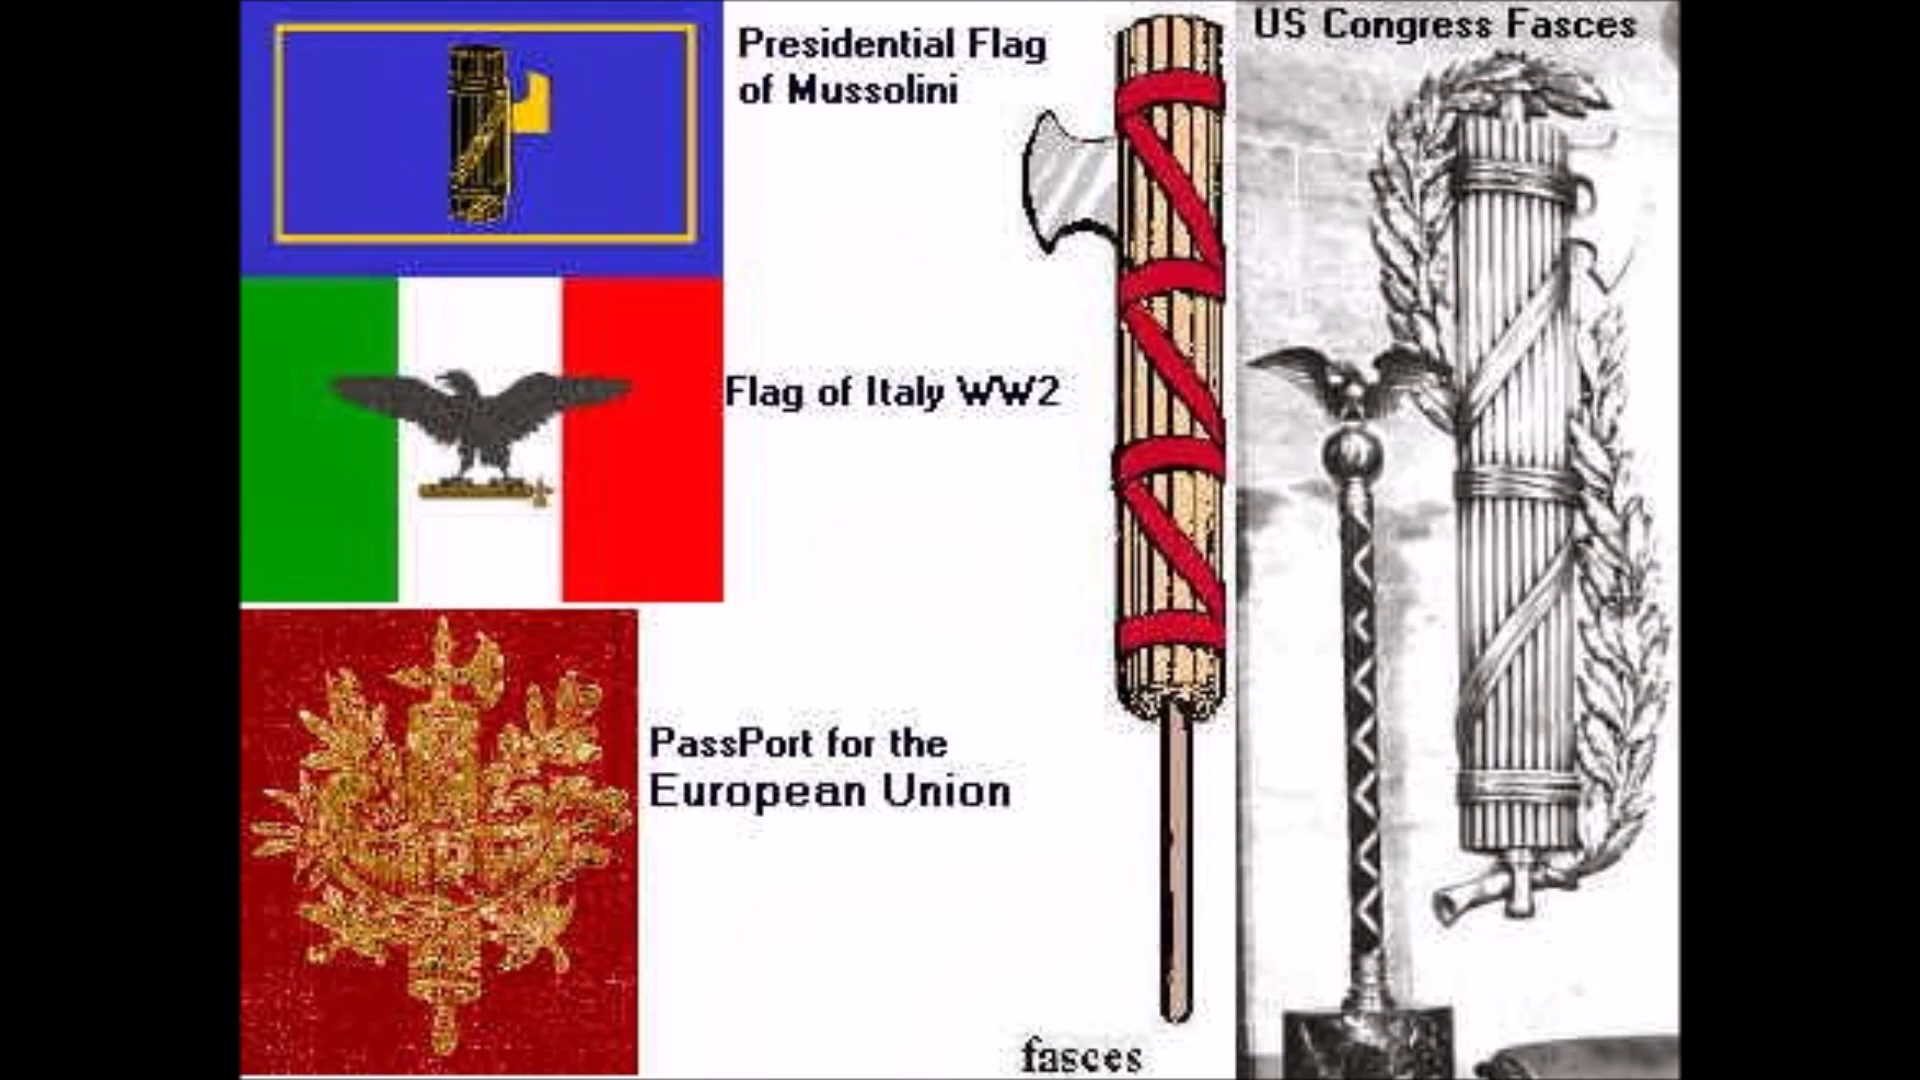 Presidential Flag
of Mussolini
US Congress Fasces
Flag of Italy WW2
PassPort for the
European Union
fasces